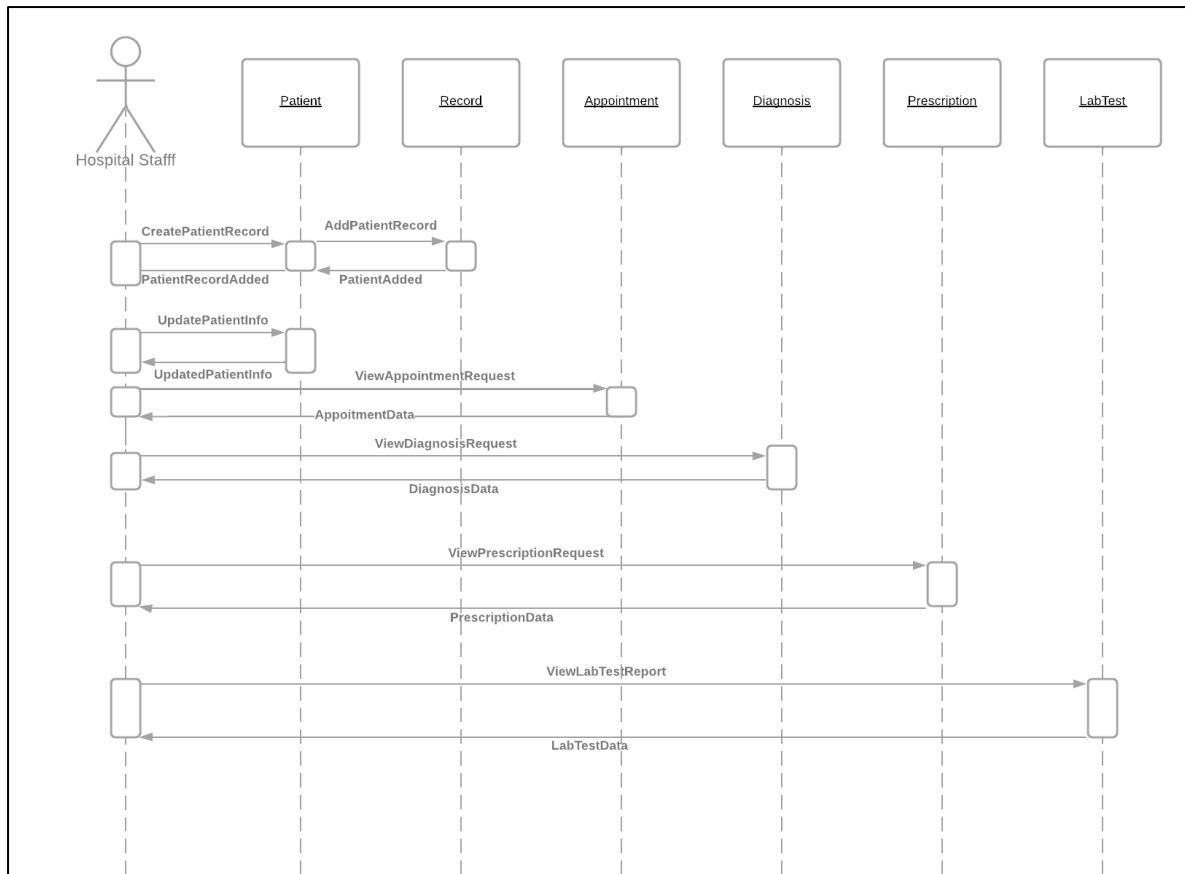 Patient
Record
Appointment
Diagnosis
Prescription
LabTest
Hospital Stafff
CreatePatientRecord
AddPatientRecord
PatientRecordAdded
PatientAdded
UpdatePatientInfo
UpdatedPatientInfo
ViewAppointmentRequest
AppoitmentData
ViewDiagnosisRequest
DiagnosisData
ViewPrescriptionRequest
PrescriptionData
ViewLabTestReport
LabTestData